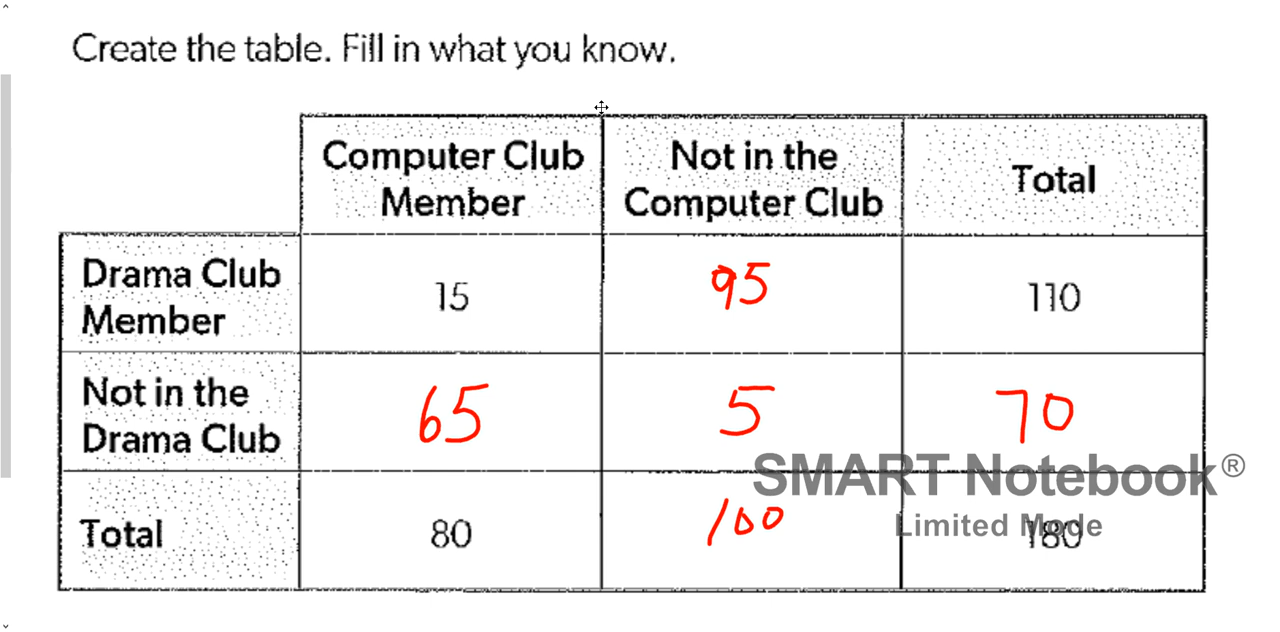 Create the table. Fill in what you know.
Computer Club Member
Not in the Computer Club
Total
Drama Club Member
15
95
110
Not in the Drama Club
65
5
70
Total
80
100
180
SMART Notebook®
Limited Mode